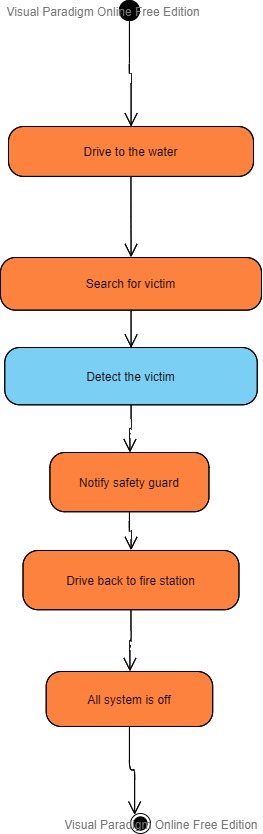 Visual Paradigm Online Free Edition
Drive to the water
Search for victim
Detect the victim
Notify safety guard
Drive back to fire station
All system is off
Visual Paradigm Online Free Edition